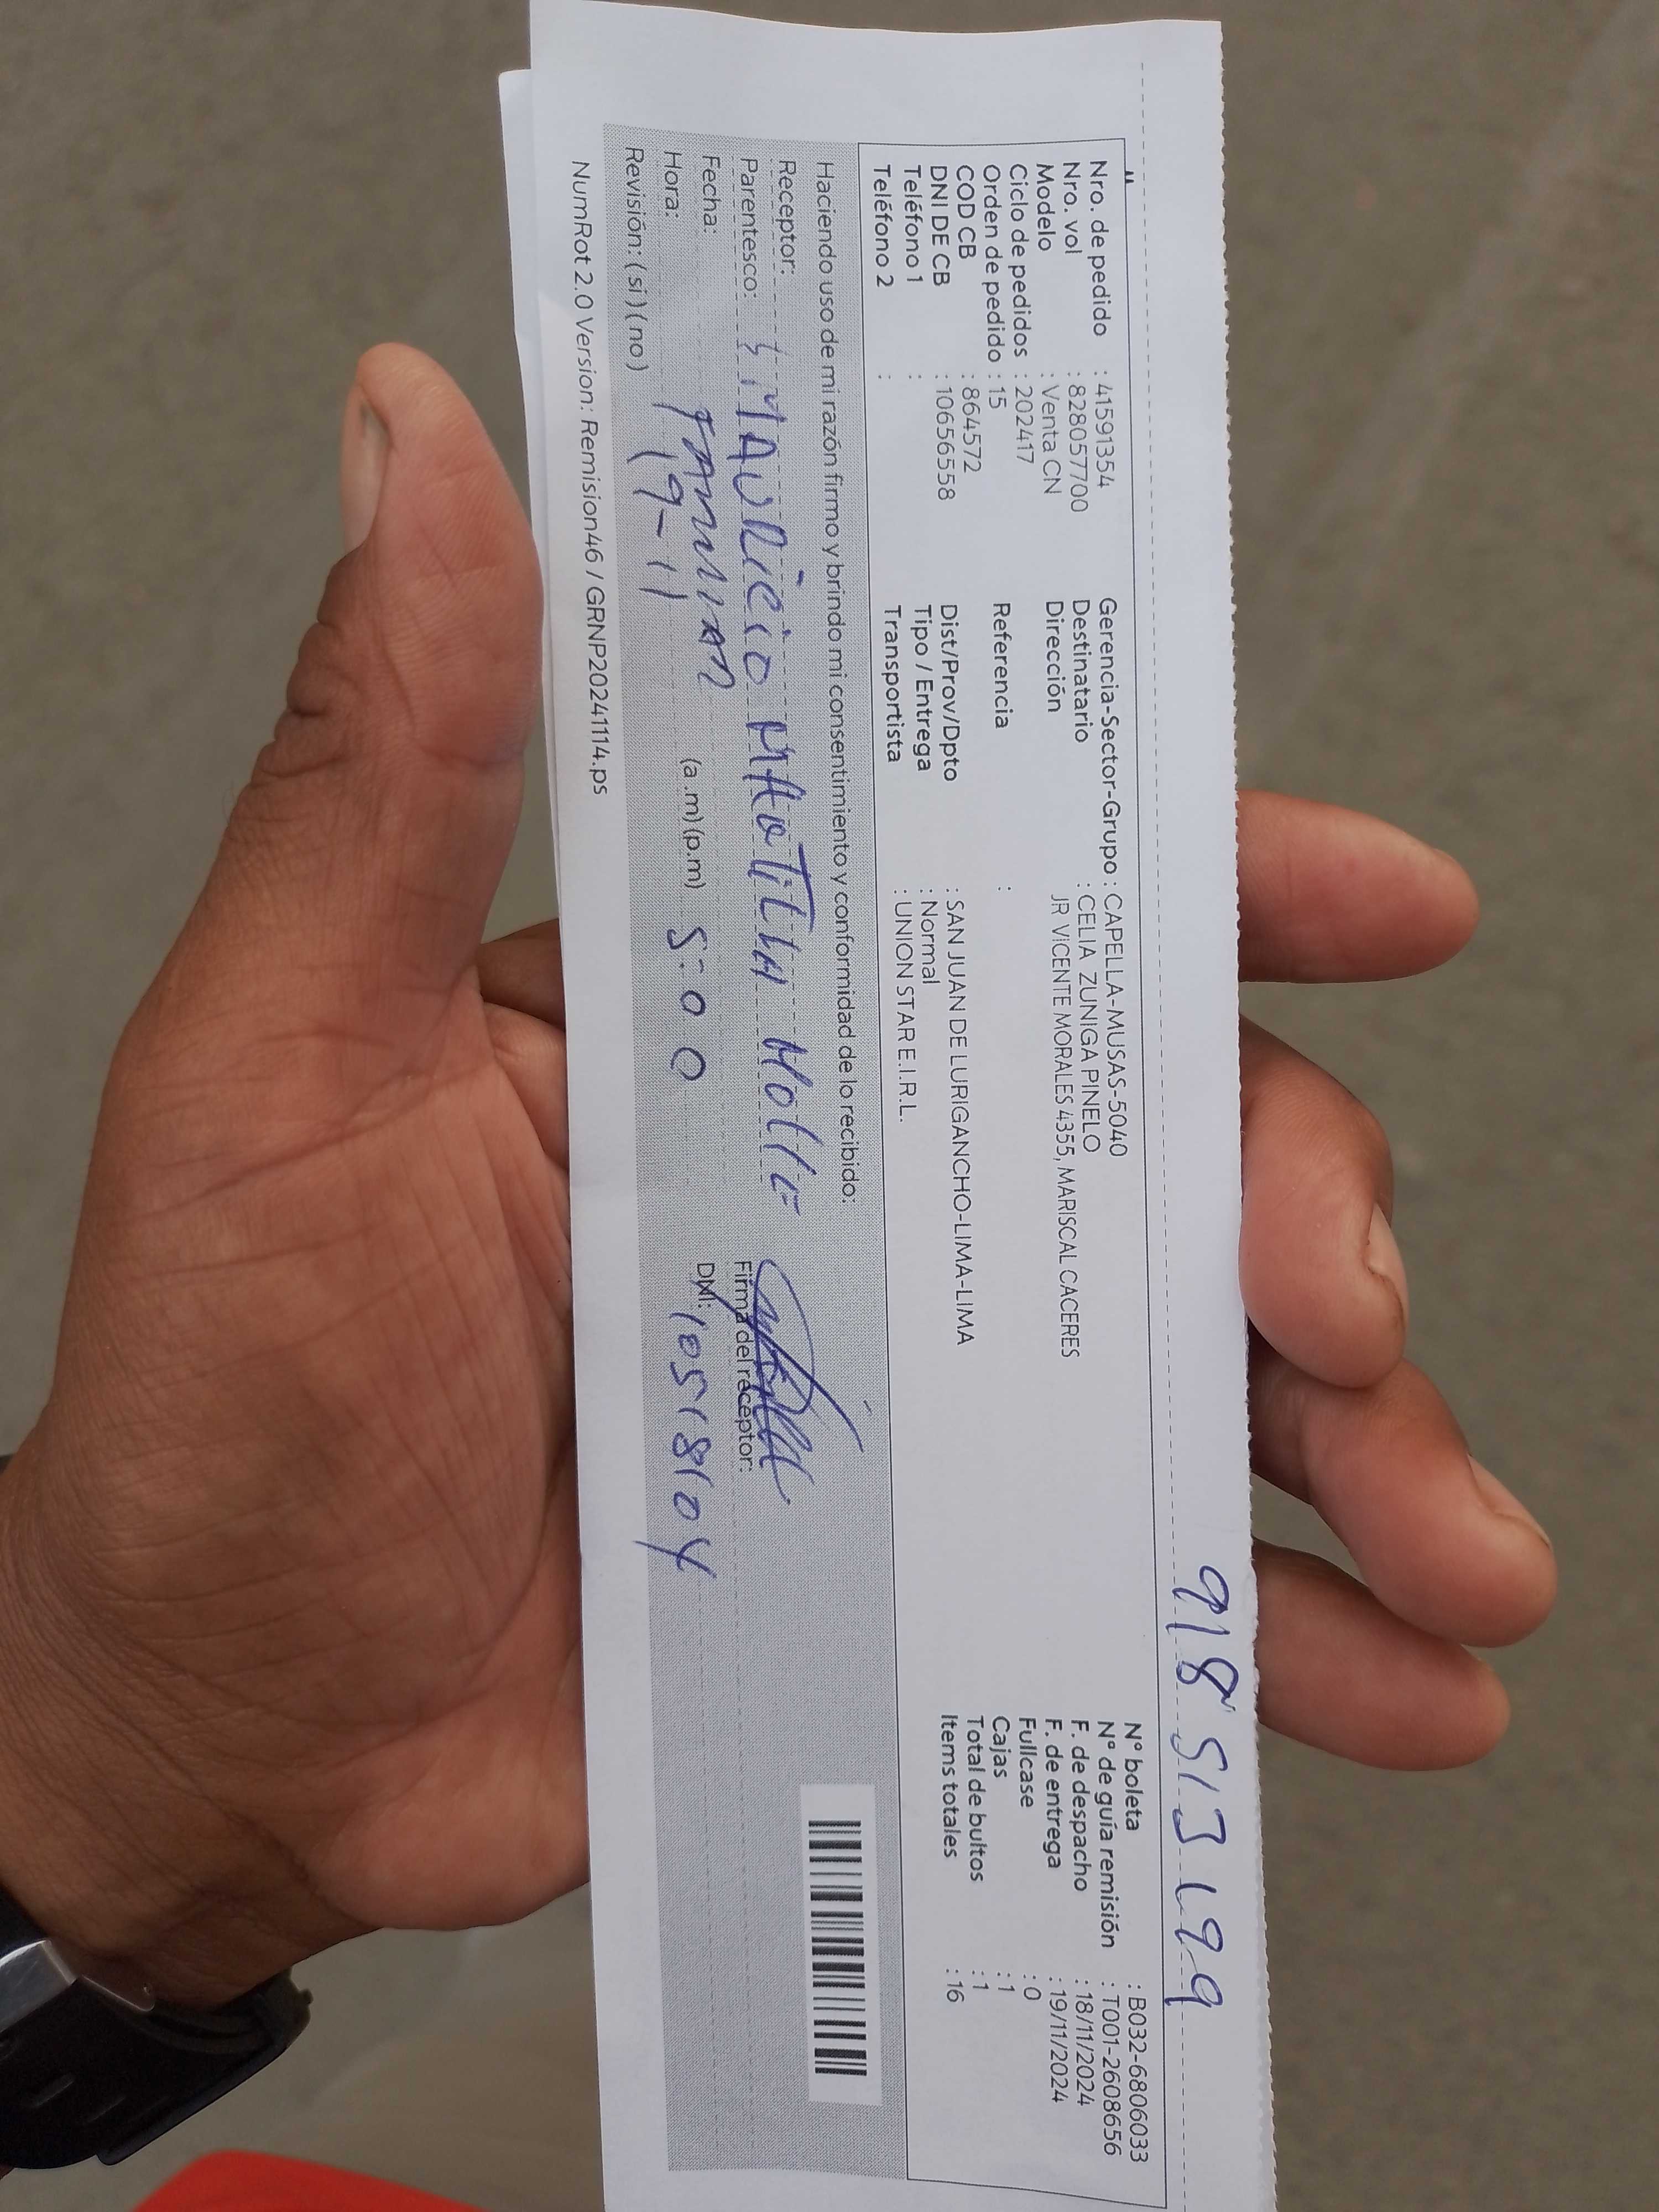 918513199
Nro. de pedido : 41591354
Nro. vol : 828057700
Modelo : Venta CN
Ciclo de pedidos : 202417
Orden de pedido : 15
COD CB : 864572
DNI DE CB : 10656558
Teléfono 1 :
Teléfono 2 :
Gerencia-Sector-Grupo : CAPELLA-MUSAS-5040
Destinatario : CELIA ZUNIGA PINELO
Dirección JR VICENTE MORALES 4355, MARISCAL CACERES
Referencia :
Dist/Prov/Dpto : SAN JUAN DE LURIGANCHO-LIMA-LIMA
Tipo / Entrega : Normal
Transportista : UNION STAR E.I.R.L.
N° boleta : B032-6806033
N° de guía remisión : T001-2608656
F. de despacho : 18/11/2024
F. de entrega : 19/11/2024
Fullcase : 0
Cajas : 1
Total de bultos : 1
Items totales : 16
Haciendo uso de mi razón firmo y brindo mi consentimiento y conformidad de lo recibido:
Receptor: MAURICIO
Parentesco:
Fecha: 19-11
Hora: (a.m)(p.m) 5:00
Revisión: (si)(no)
Firma del receptor:
DNI: 10515104
NumRot 2.0 Version: Remision46 / GRNP20241114.ps